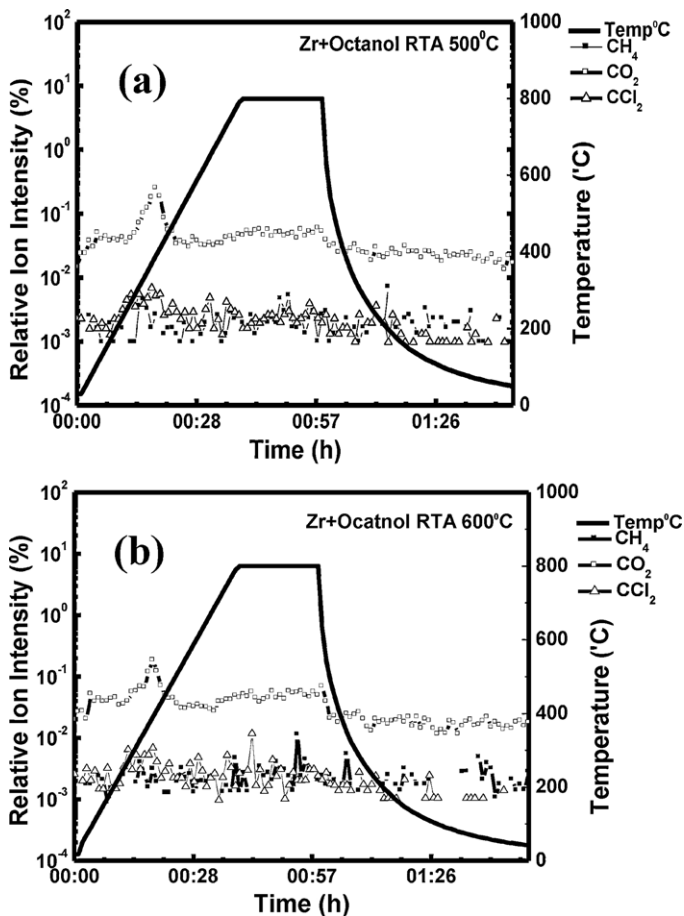 10²
10¹
10⁰
10⁻¹
10⁻²
10⁻³
10⁻⁴
Relative Ion Intensity (%)
(a)
Zr+Octanol RTA 500⁰C
1000
800
600
400
200
0
Temperature ('C)
Temp⁰C
CH₄
CO₂
CCl₂
00:00 00:28 00:57 01:26
Time (h)
10²
10¹
10⁰
10⁻¹
10⁻²
10⁻³
10⁻⁴
Relative Ion Intensity (%)
(b)
Zr+Ocatnol RTA 600⁰C
1000
800
600
400
200
0
Temperature ('C)
Temp⁰C
CH₄
CO₂
CCl₂
00:00 00:28 00:57 01:26
Time (h)